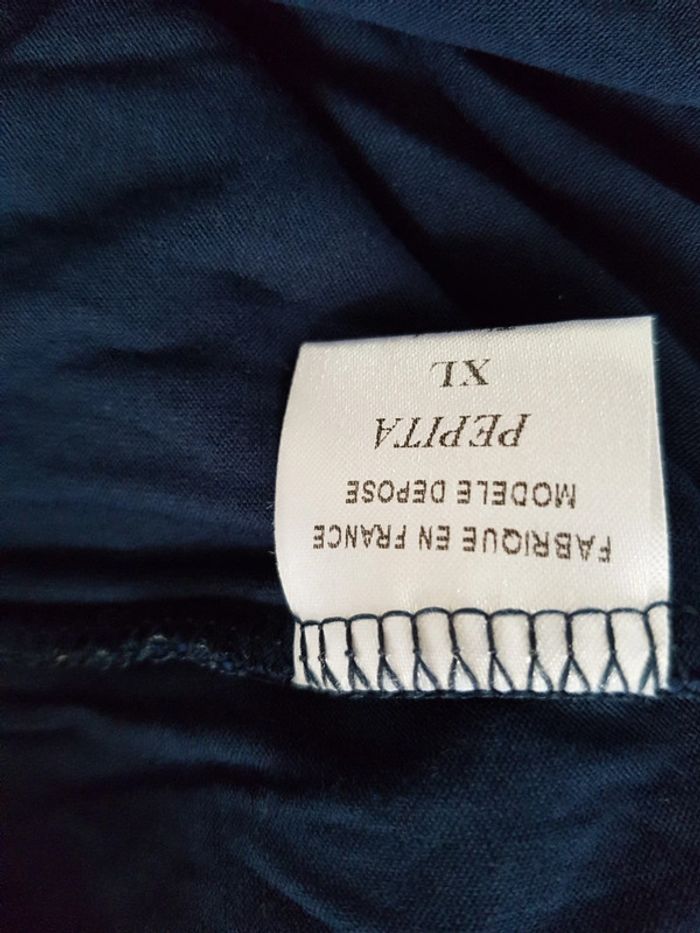 FABRIQUE EN FRANCE
MODELE DEPOSE
PEPITA
XL